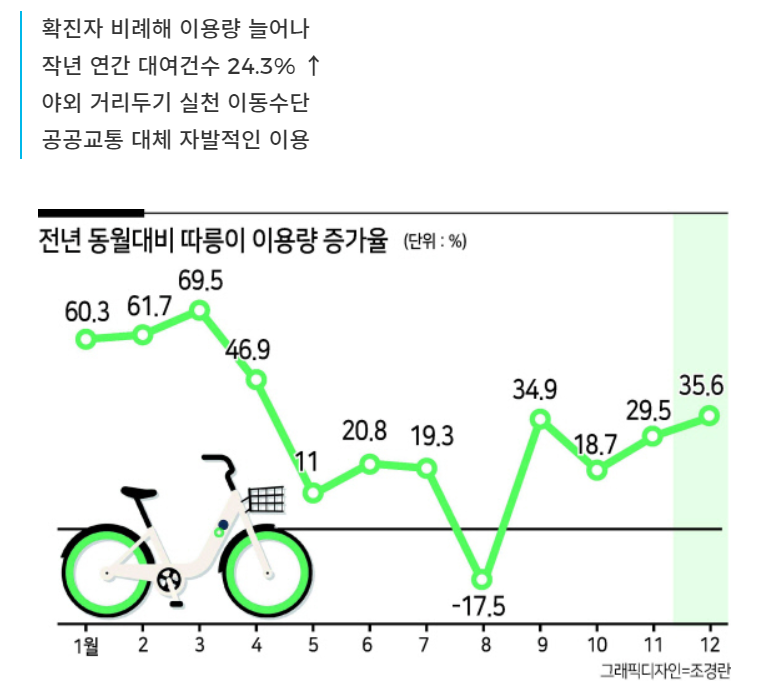 확진자 비례해 이용량 늘어나
작년 연간 대여건수 24.3% ↑
야외 거리두기 실천 이동수단
공공교통 대체 자발적인 이용
전년 동월대비 따릉이 이용량 증가율 (단위 : %)
60.3 61.7 69.5 46.9 11 20.8 19.3 -17.5 34.9 18.7 29.5 35.6
1월 2 3 4 5 6 7 8 9 10 11 12
그래픽디자인=조경란